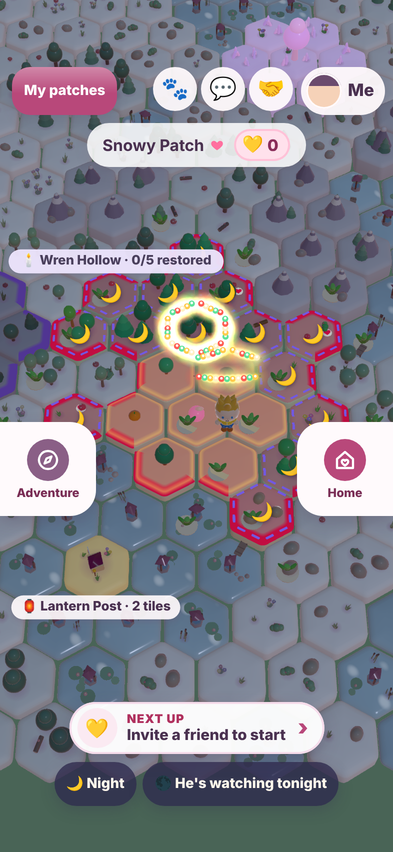 My patches
Me
Snowy Patch
0
Wren Hollow · 0/5 restored
Adventure
Home
Lantern Post · 2 tiles
NEXT UP
Invite a friend to start
Night
He's watching tonight